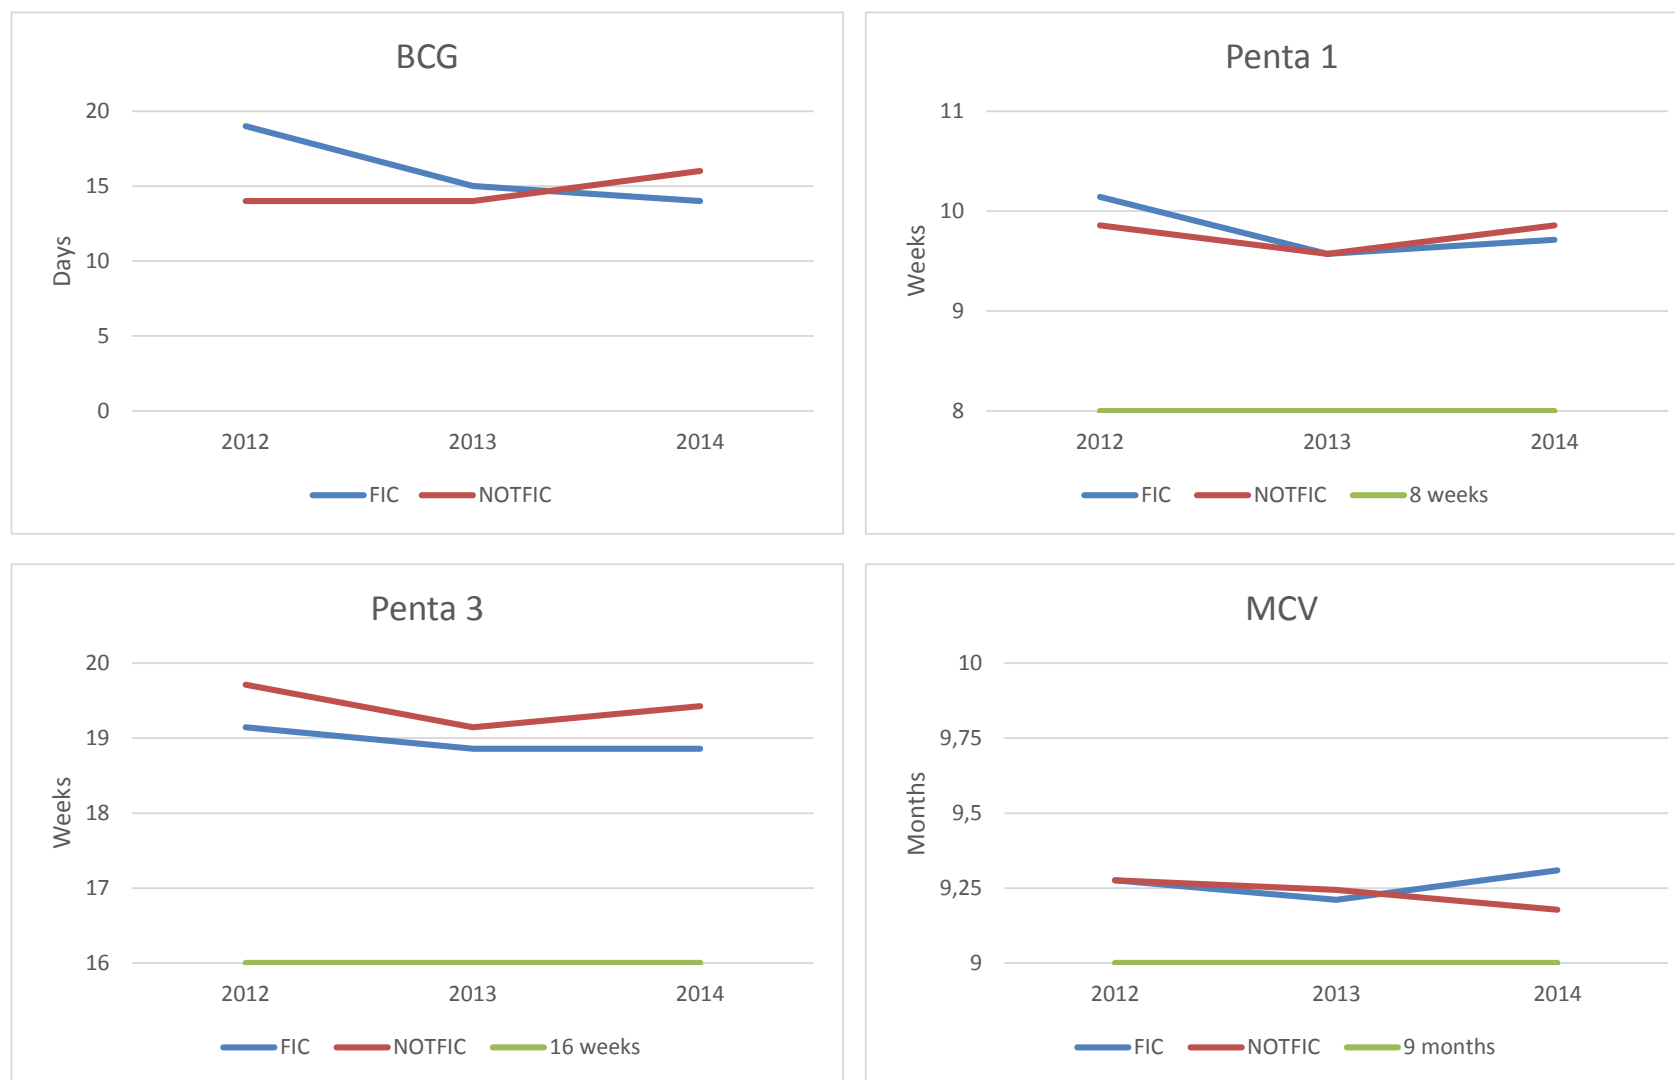 BCG
20
15
10
5
0
Days
2012 2013 2014
FIC NOTFIC
Penta 1
11
10
9
8
Weeks
2012 2013 2014
FIC NOTFIC 8 weeks
Penta 3
20
19
18
17
16
Weeks
2012 2013 2014
FIC NOTFIC 16 weeks
MCV
10
9,75
9,5
9,25
9
Months
2012 2013 2014
FIC NOTFIC 9 months